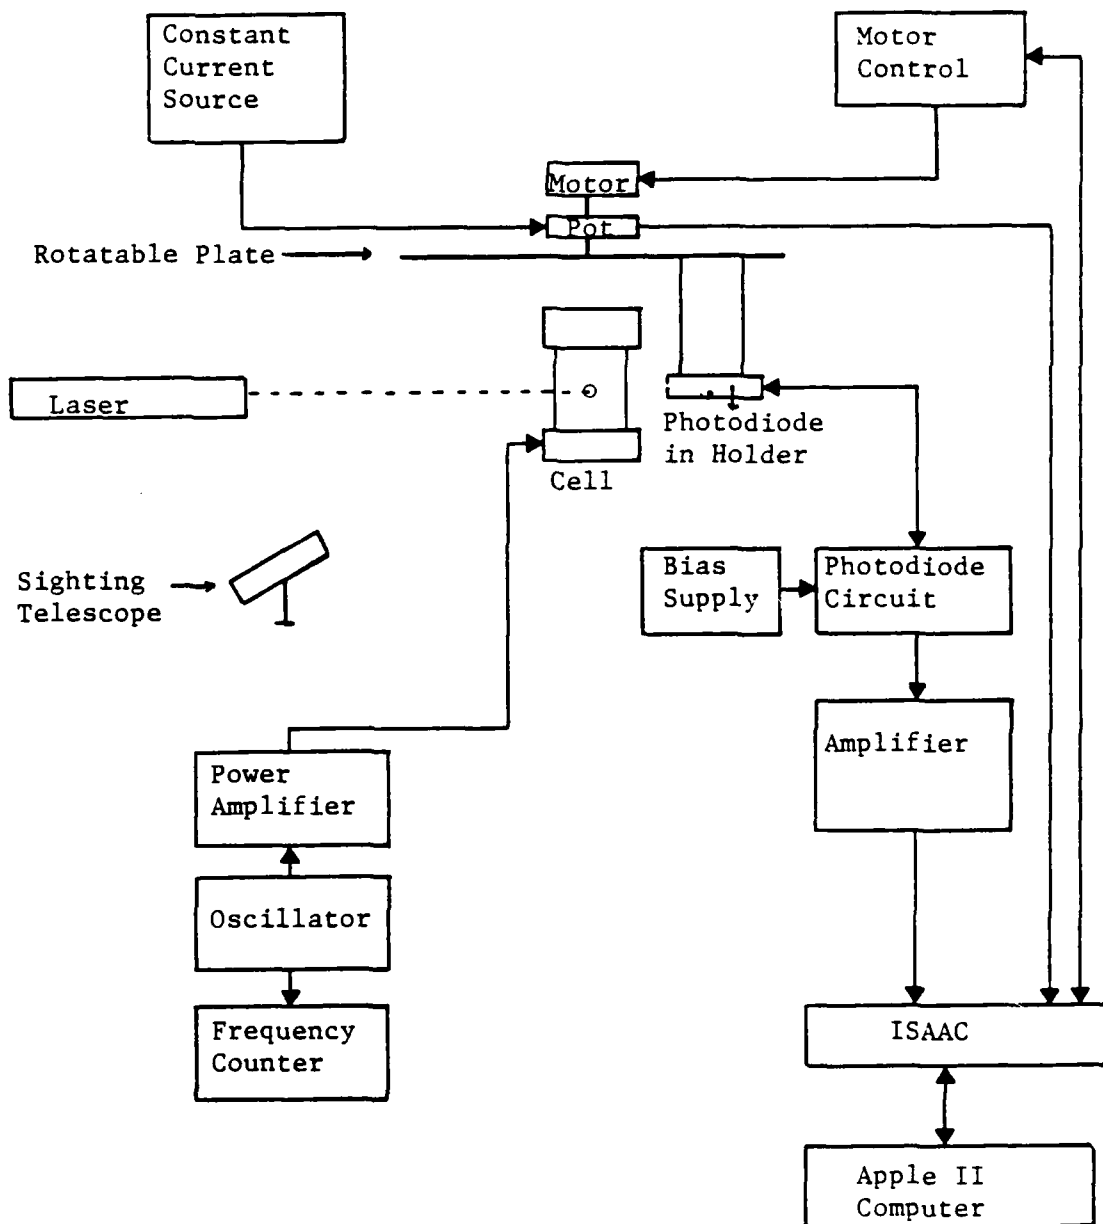 Constant
Current
Source
Motor
Control
Motor
Pot
Rotatable Plate
Laser
Photodiode
in Holder
Cell
Sighting
Telescope
Bias
Supply
Photodiode
Circuit
Amplifier
Power
Amplifier
Oscillator
Frequency
Counter
ISAAC
Apple II
Computer